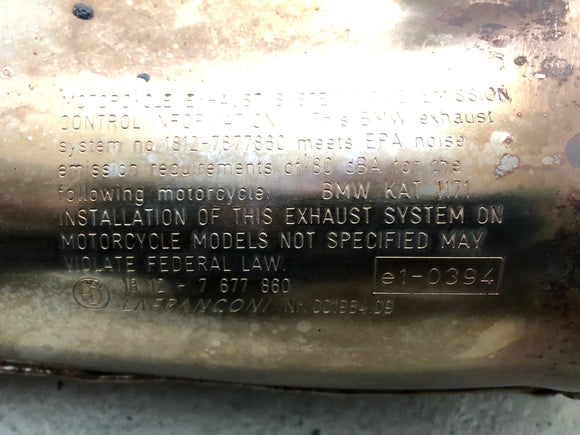 MOTORCYCLE EXHAUST SYSTEM NOISE EMISSION
CONTROL INFORMATION This BMW exhaust
system no. 1812-7677860 meets EPA noise
emission requirements of 80 dBA for the
following motorcycle: BMW KAT 1171
INSTALLATION OF THIS EXHAUST SYSTEM ON
MOTORCYCLE MODELS NOT SPECIFIED MAY
VIOLATE FEDERAL LAW.
e1-0394
18 12 - 7 677 860
LAFRANCONI Nr. 001664.09